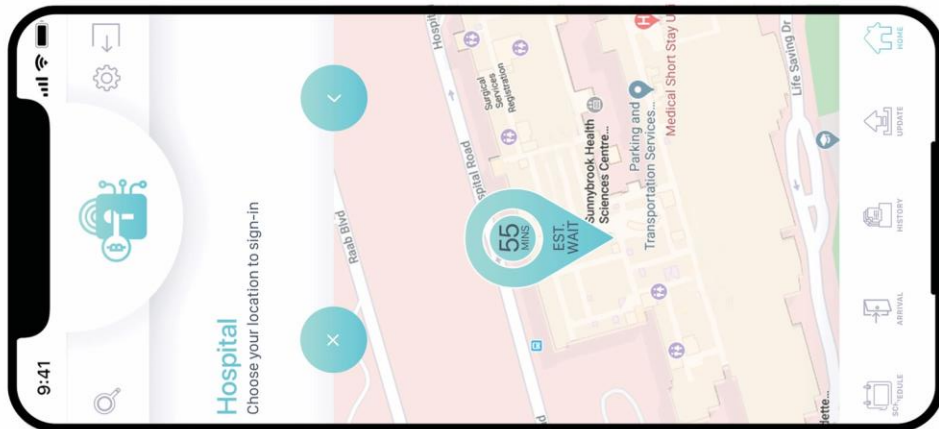 9:41
Hospital
Choose your location to sign-in
Raab Blvd
spital Road
Hospital
55
MINS
EST.
WAIT
Surgical
Services
Registration
Sunnybrook Health
Sciences Centre...
Parking and
Transportation Services...
H
Medical Short Stay
Life Saving Dr
dette...
SCHEDULE
ARRIVAL
HISTORY
UPDATE
HOME